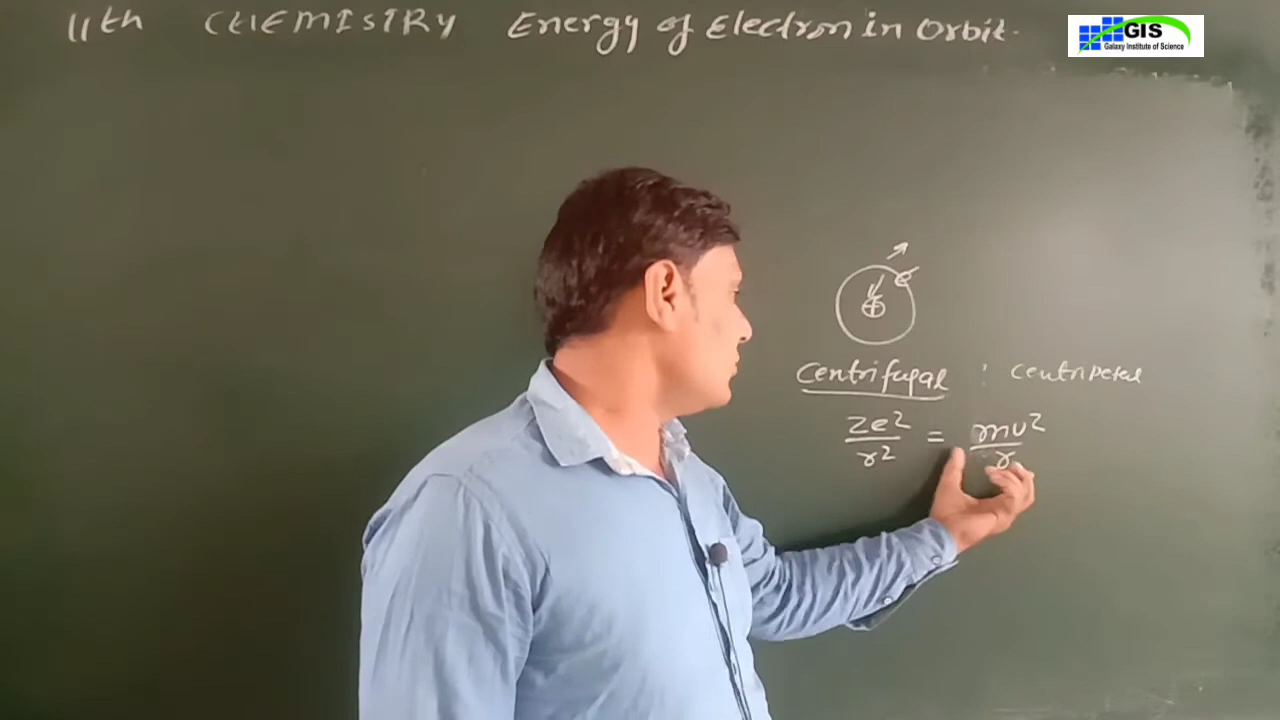 11th CHEMISTRY Energy of Electron in Orbit.
GIS
Galaxy Institute of Science
e
+
Centrifugal : Centripetal
Ze²/r² = mv²/r